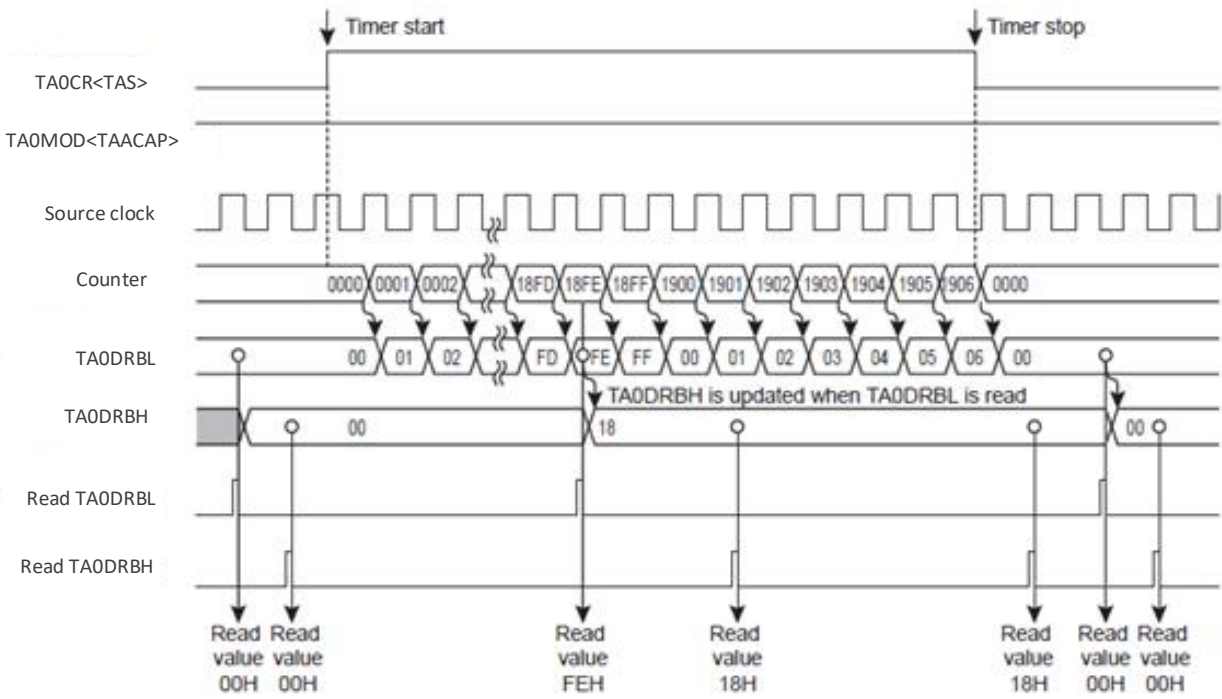 Timer start Timer stop
TA0CR<TAS>
TA0MOD<TAACAP>
Source clock
Counter 0000 0001 0002 18FD 18FE 18FF 1900 1901 1902 1903 1904 1905 1906 0000
TA0DRBL 00 01 02 FD FE FF 00 01 02 03 04 05 06 00
TA0DRBH is updated when TA0DRBL is read
TA0DRBH 00 18 00
Read TA0DRBL
Read TA0DRBH
Read Read Read Read Read Read Read
value value value value value value value
00H 00H FEH 18H 18H 00H 00H